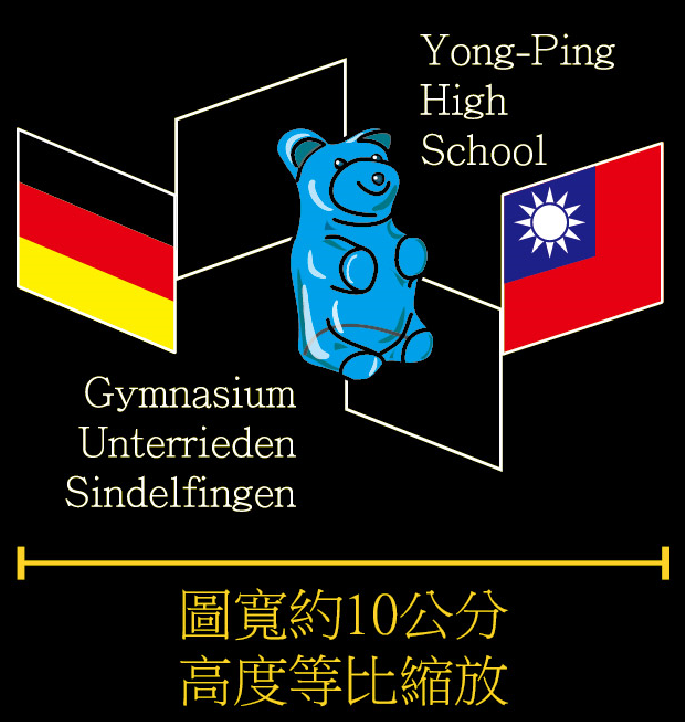 Yong-Ping
High
School
Gymnasium
Unterrieden
Sindelfingen
圖寬約10公分
高度等比縮放